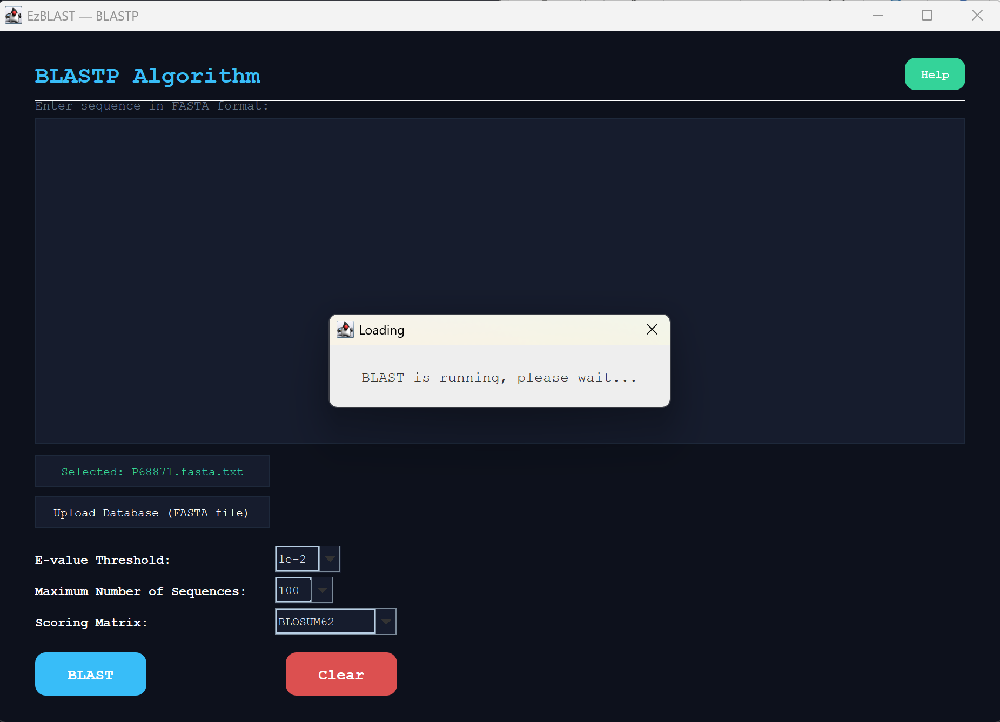 EzBLAST — BLASTP
BLASTP Algorithm
Help
Enter sequence in FASTA format:
Loading
BLAST is running, please wait...
Selected: P68871.fasta.txt
Upload Database (FASTA file)
E-value Threshold:
1e-2
Maximum Number of Sequences:
100
Scoring Matrix:
BLOSUM62
BLAST
Clear